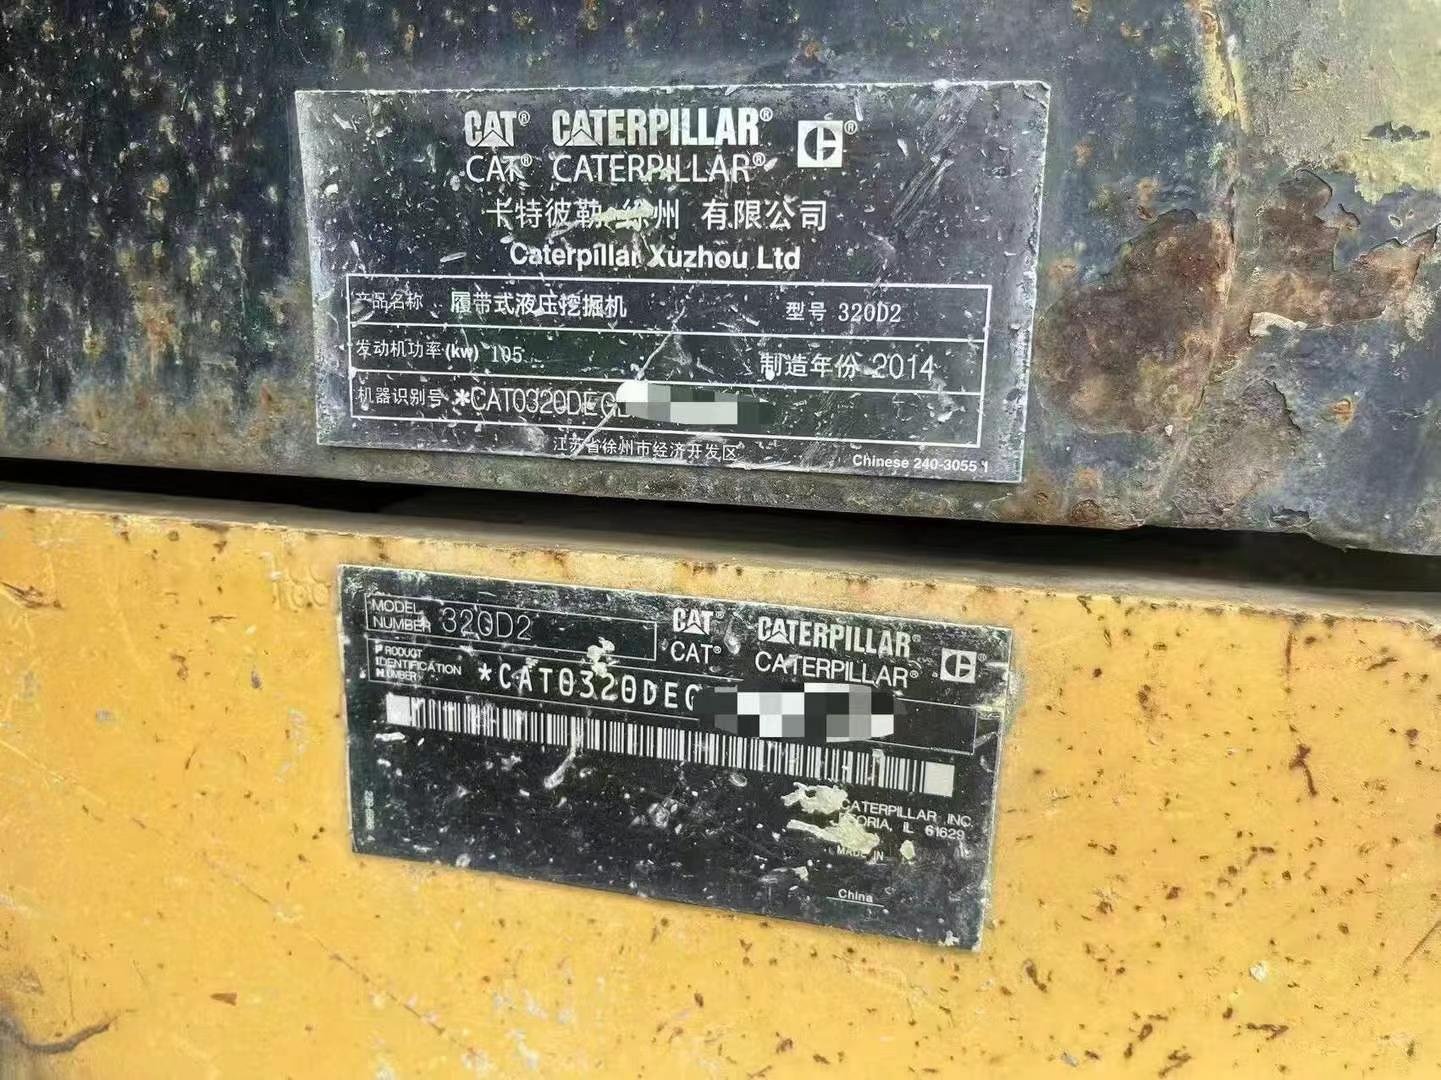 CAT® CATERPILLAR®
CAT® CATERPILLAR®
卡特彼勒 徐州 有限公司
Caterpillar Xuzhou Ltd
产品名称 履带式液压挖掘机 型号 320D2
发动机功率(kw) 105 制造年份 2014
机器识别号 *CAT0320DEG
江苏省徐州市经济开发区
Chinese 240-3055 1
MODEL NUMBER 320D2
CAT® CATERPILLAR®
CAT® CATERPILLAR®
PRODUCT IDENTIFICATION NUMBER *CAT0320DEG
CATERPILLAR INC.
PEORIA, IL 61629
MADE IN
China